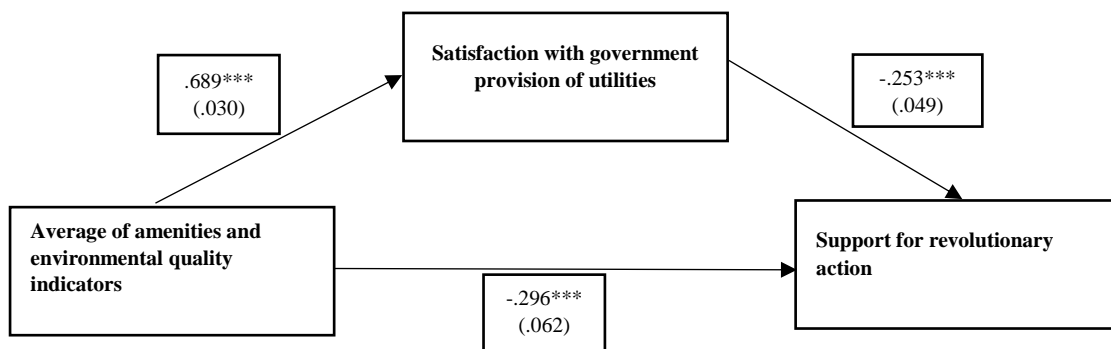 Satisfaction with government
provision of utilities
.689***
(.030)
-.253***
(.049)
Average of amenities and
environmental quality
indicators
Support for revolutionary
action
-.296***
(.062)